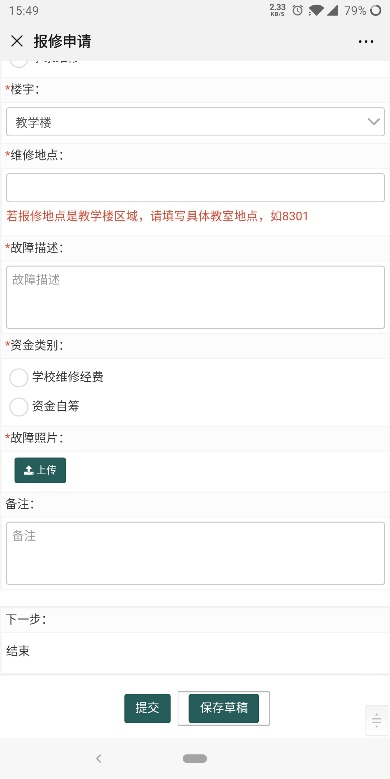 15:49
2.33 KB/S 79%
报修申请
*楼宇：
教学楼
*维修地点：
若报修地点是教学楼区域，请填写具体教室地点，如8301
*故障描述：
故障描述
*资金类别：
学校维修经费
资金自筹
*故障照片：
上传
备注：
备注
下一步：
结束
提交 保存草稿